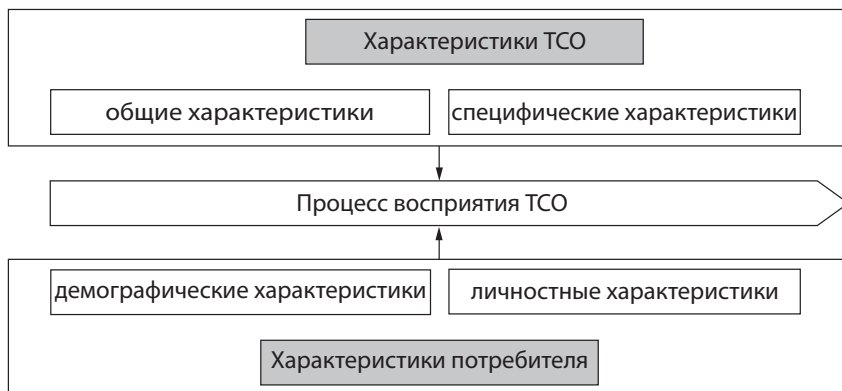 Характеристики ТСО
общие характеристики
специфические характеристики
Процесс восприятия ТСО
демографические характеристики
личностные характеристики
Характеристики потребителя